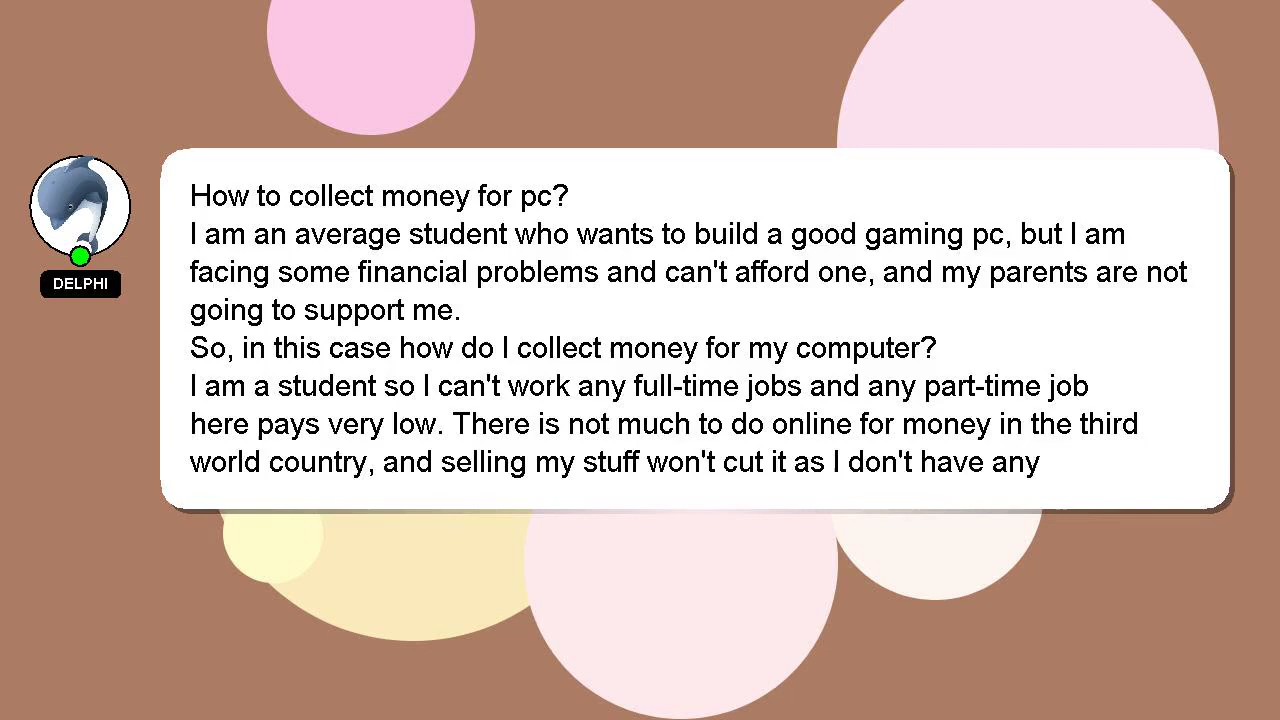 How to collect money for pc?
I am an average student who wants to build a good gaming pc, but I am
facing some financial problems and can't afford one, and my parents are not
going to support me.
So, in this case how do I collect money for my computer?
I am a student so I can't work any full-time jobs and any part-time job
here pays very low. There is not much to do online for money in the third
world country, and selling my stuff won't cut it as I don't have any
DELPHI